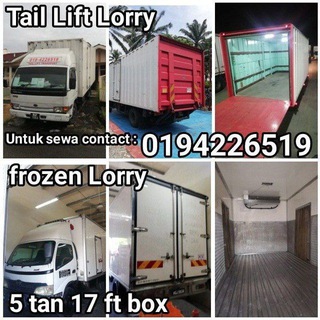 Tail Lift Lorry
Untuk sewa contact : 0194226519
frozen Lorry
5 tan 17 ft box